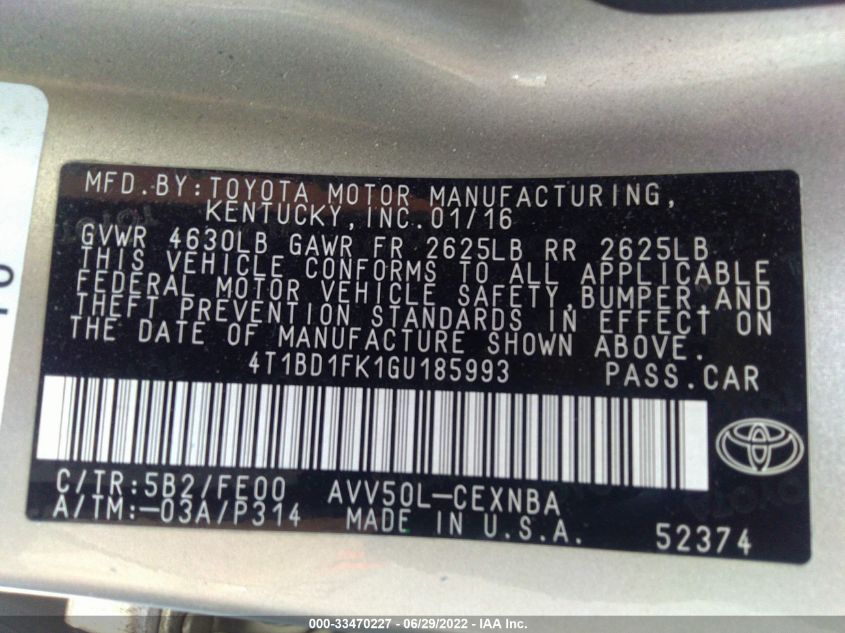 MFD.BY:TOYOTA MOTOR MANUFACTURING,
KENTUCKY,INC.01/16
GVWR 4630LB GAWR FR 2625LB RR 2625LB
THIS VEHICLE CONFORMS TO ALL APPLICABLE
FEDERAL MOTOR VEHICLE SAFETY,BUMPER,AND
THEFT PREVENTION STANDARDS IN EFFECT ON
THE DATE OF MANUFACTURE SHOWN ABOVE.
4T1BD1FK1GU185993 PASS.CAR
C/TR:5B2/FE00 AVV50L-CEXNBA
A/TM:-03A/P314 MADE IN U.S.A. 52374
000-33470227 - 06/29/2022 - IAA Inc.